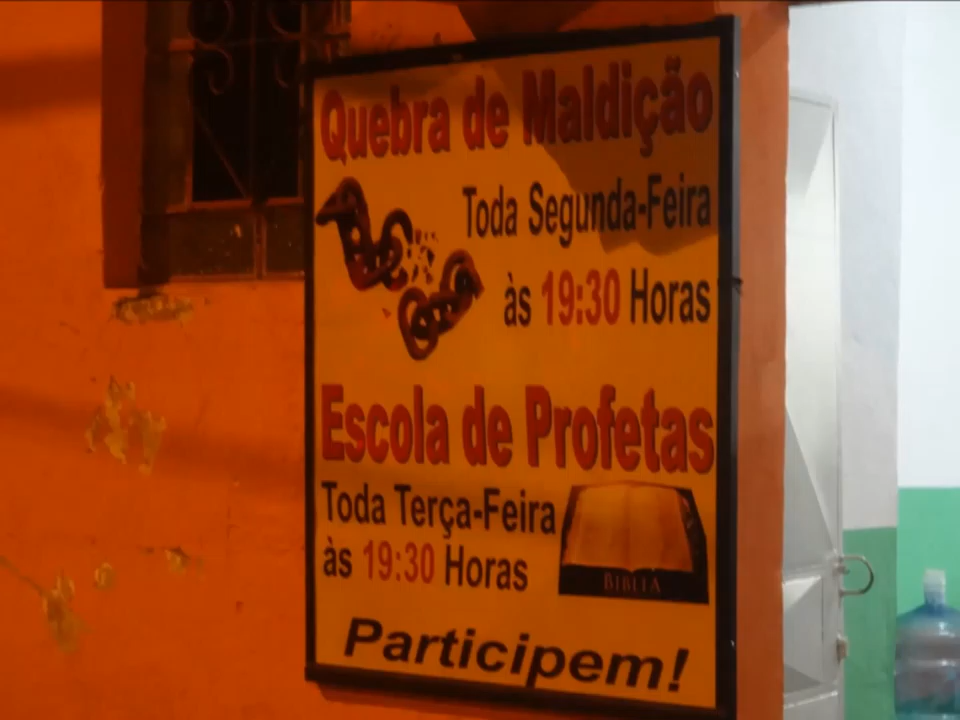 Quebra de Maldição
Toda Segunda-Feira
às 19:30 Horas
Escola de Profetas
Toda Terça-Feira
às 19:30 Horas
BIBLIA
Participem!